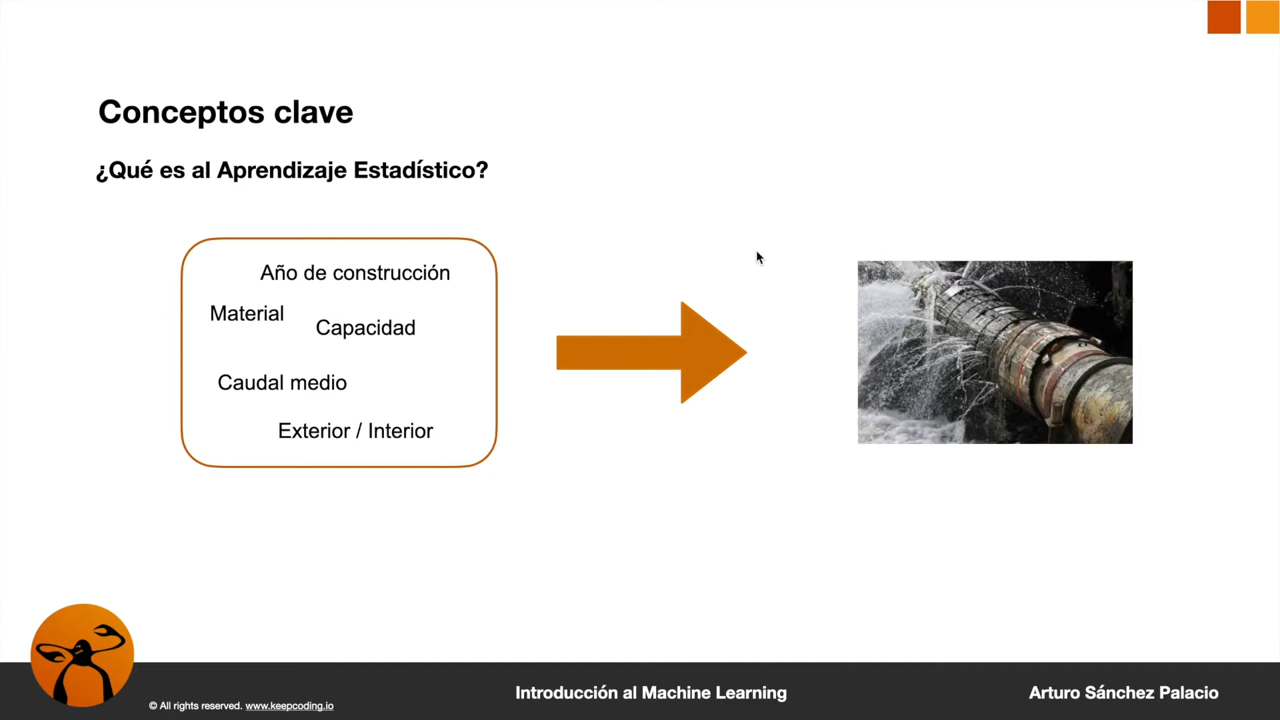 Conceptos clave
¿Qué es al Aprendizaje Estadístico?
Año de construcción
Material
Capacidad
Caudal medio
Exterior / Interior
© All rights reserved. www.keepcoding.io
Introducción al Machine Learning
Arturo Sánchez Palacio